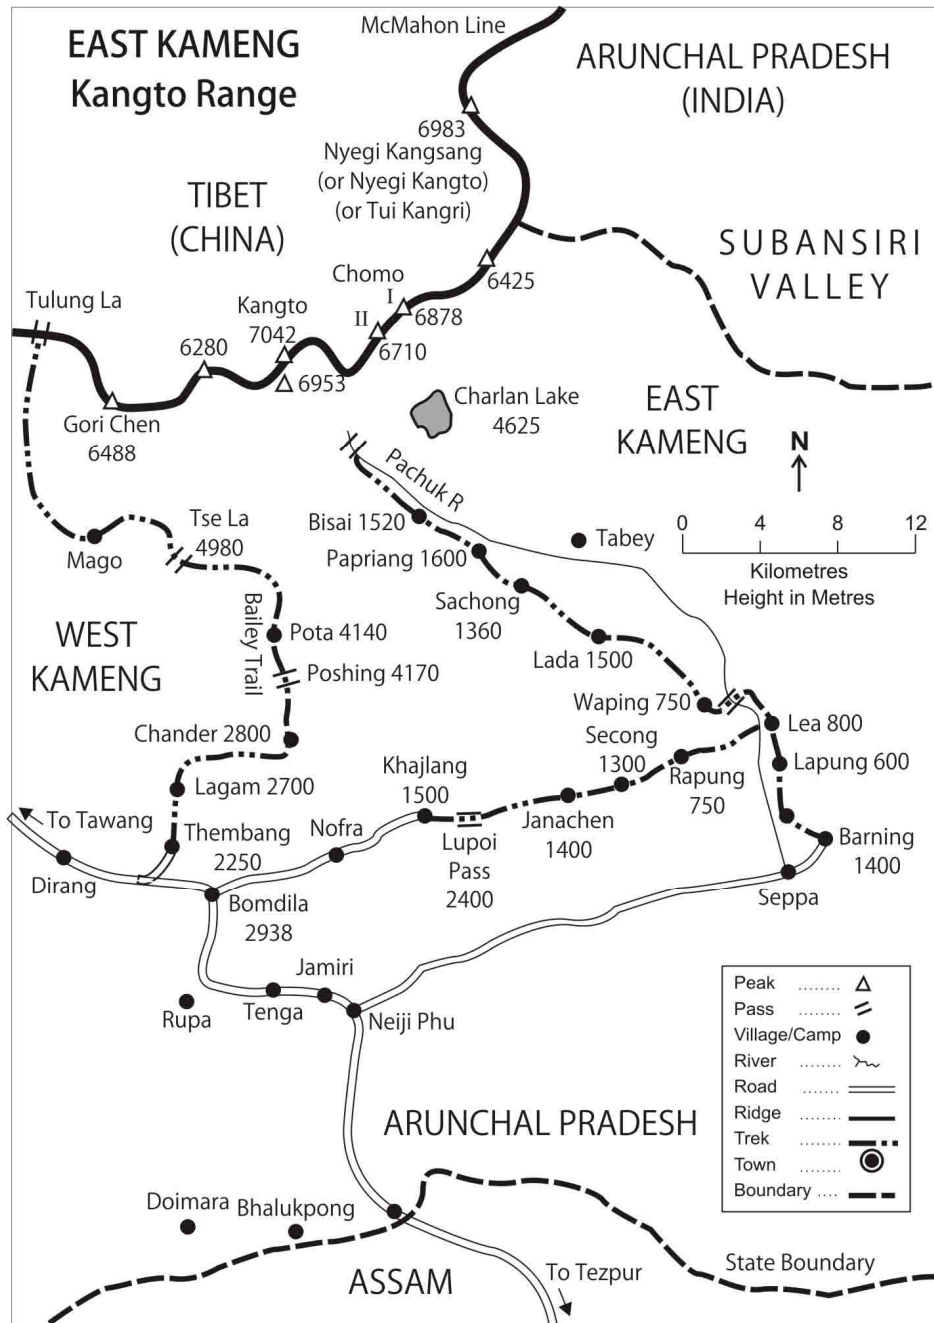 EAST KAMENG
Kangto Range
McMahon Line
ARUNCHAL PRADESH
(INDIA)
6983
Nyegi Kangsang
(or Nyegi Kangto)
(or Tui Kangri)
TIBET
(CHINA)
SUBANSIRI
VALLEY
6425
Chomo
I
6878
II
6710
Tulung La
Kangto
7042
6280
6953
Gori Chen
6488
Charlan Lake
4625
EAST
KAMENG
N
Pachuk R
0 4 8 12
Kilometres
Height in Metres
Bisai 1520
Tabey
Papriang 1600
Tse La
4980
Mago
Sachong
1360
Bailey Trail
WEST
KAMENG
Pota 4140
Lada 1500
Poshing 4170
Waping 750
Lea 800
Chander 2800
Secong
1300
Lapung 600
Khajlang
1500
Rapung
750
Lagam 2700
To Tawang
Nofra
Janachen
1400
Thembang
2250
Lupoi
Pass
2400
Barning
1400
Dirang
Seppa
Bomdila
2938
Jamiri
Tenga
Rupa
Neiji Phu
Peak ........
Pass ........
Village/Camp
River ........
Road ........
Ridge ........
Trek ........
Town ........
Boundary ....
ARUNCHAL PRADESH
Doimara
Bhalukpong
State Boundary
ASSAM
To Tezpur